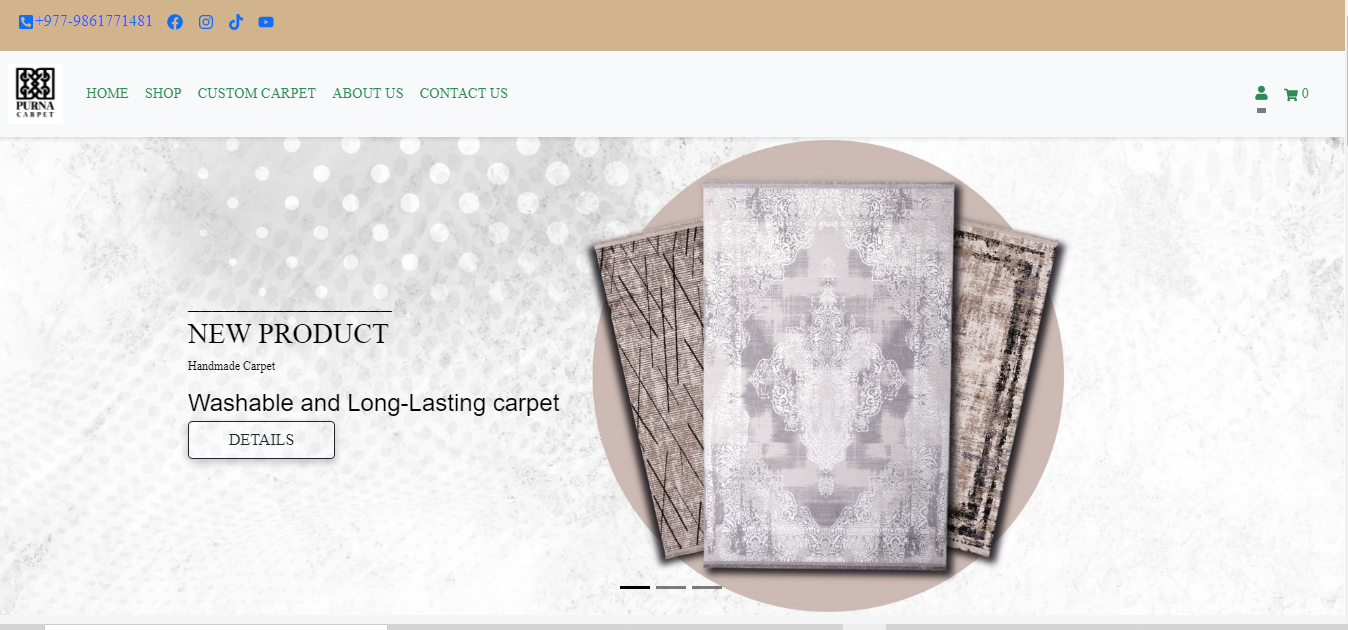 +977-9861771481
PURNA
CARPET
HOME SHOP CUSTOM CARPET ABOUT US CONTACT US
0
NEW PRODUCT
Handmade Carpet
Washable and Long-Lasting carpet
DETAILS